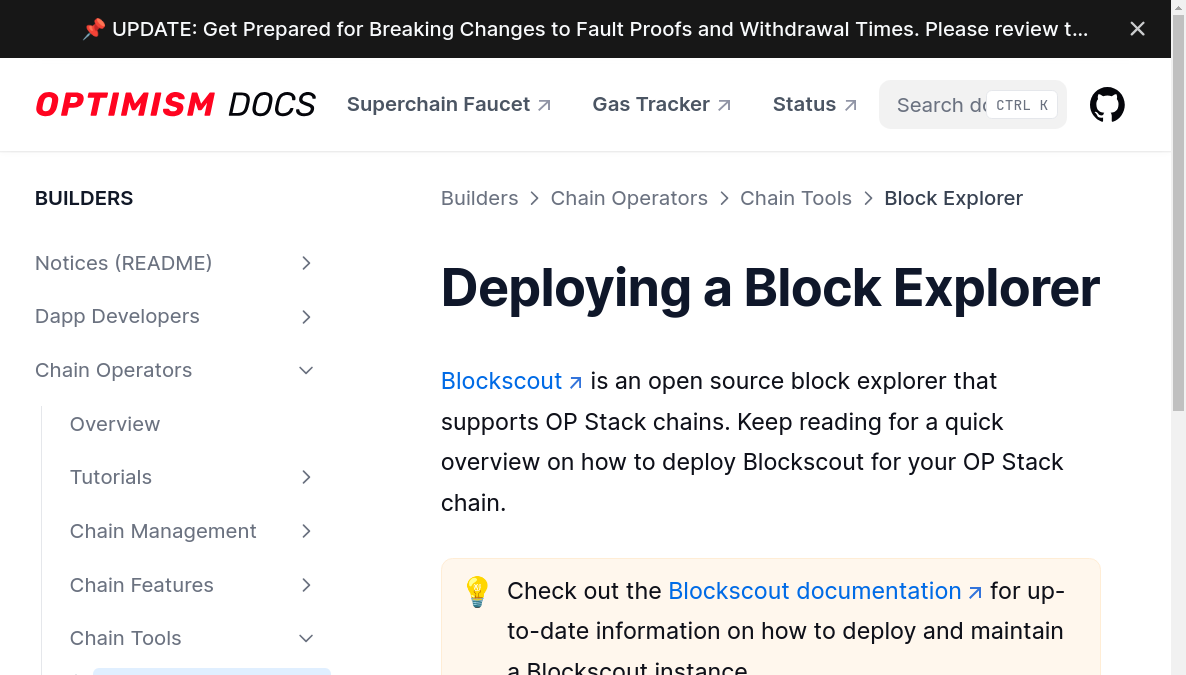 📌 UPDATE: Get Prepared for Breaking Changes to Fault Proofs and Withdrawal Times. Please review t...
OPTIMISM DOCS
Superchain Faucet
Gas Tracker
Status
Search do
CTRL K
BUILDERS
Notices (README)
Dapp Developers
Chain Operators
Overview
Tutorials
Chain Management
Chain Features
Chain Tools
Builders > Chain Operators > Chain Tools > Block Explorer
Deploying a Block Explorer
Blockscout ↗ is an open source block explorer that
supports OP Stack chains. Keep reading for a quick
overview on how to deploy Blockscout for your OP Stack
chain.
💡 Check out the Blockscout documentation ↗ for up-
to-date information on how to deploy and maintain
a Blockscout instance.